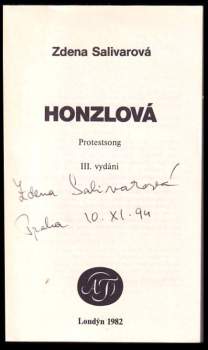 Zdena Salivarová
HONZLOVÁ
Protestsong
III. vydání
Zdena Salivarová
Praha 10. XI. 94
Londýn 1982